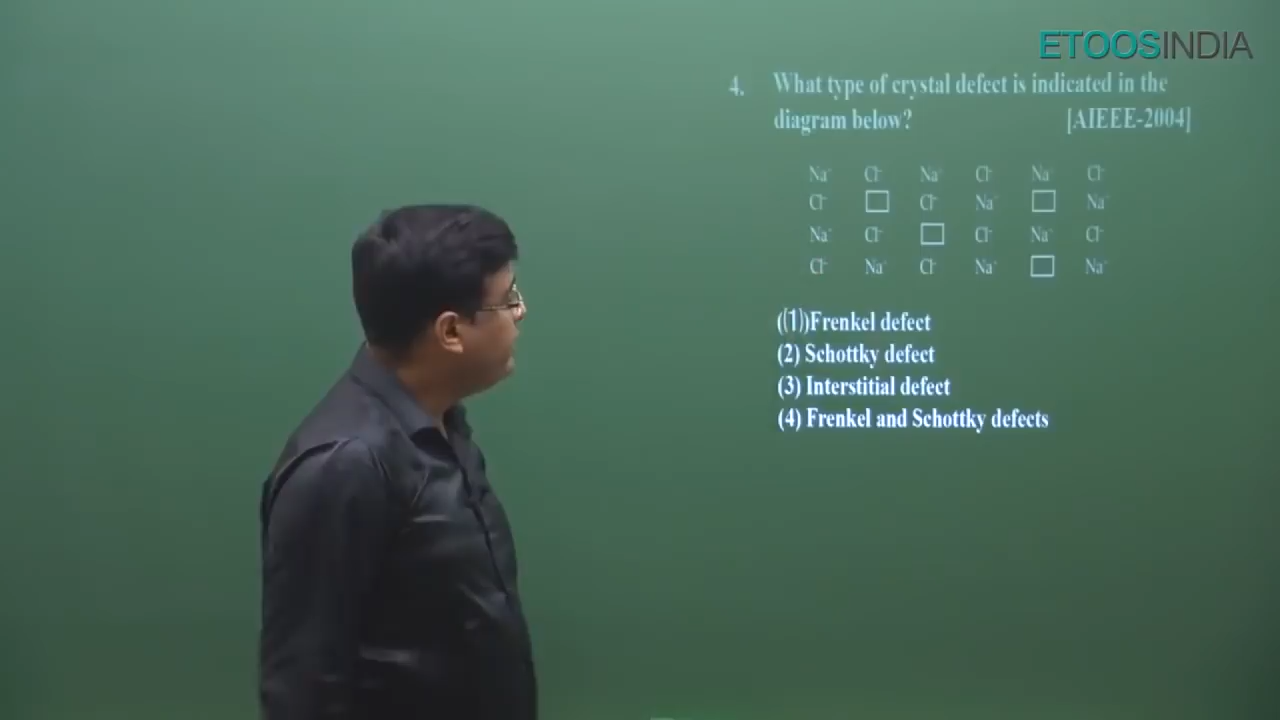 ETOOSINDIA
4. What type of crystal defect is indicated in the
diagram below? [AIEEE-2004]
Na⁺ Cl⁻ Na⁺ Cl⁻ Na⁺ Cl⁻
Cl⁻ □ Cl⁻ Na⁺ □ Na⁺
Na⁺ Cl⁻ □ Cl⁻ Na⁺ Cl⁻
Cl⁻ Na⁺ Cl⁻ Na⁺ □ Na⁺
((1))Frenkel defect
(2) Schottky defect
(3) Interstitial defect
(4) Frenkel and Schottky defects